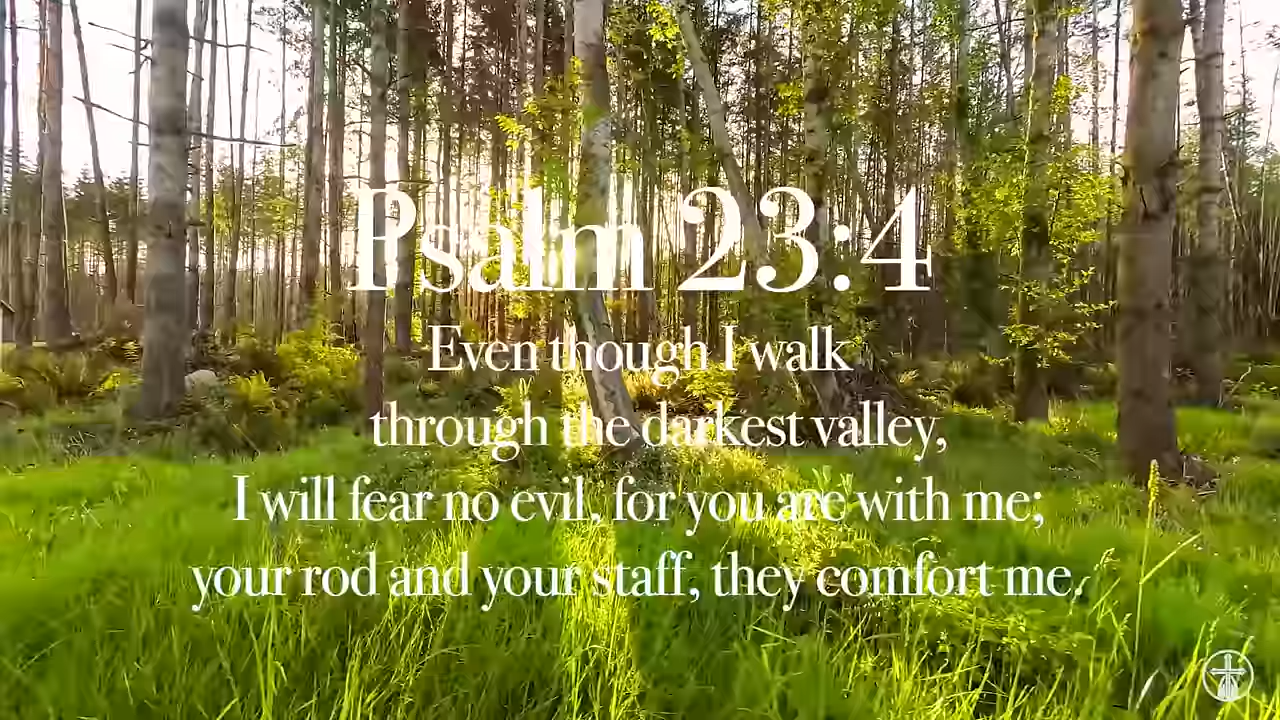 Psalm 23:4
Even though I walk
through the darkest valley,
I will fear no evil, for you are with me;
your rod and your staff, they comfort me.